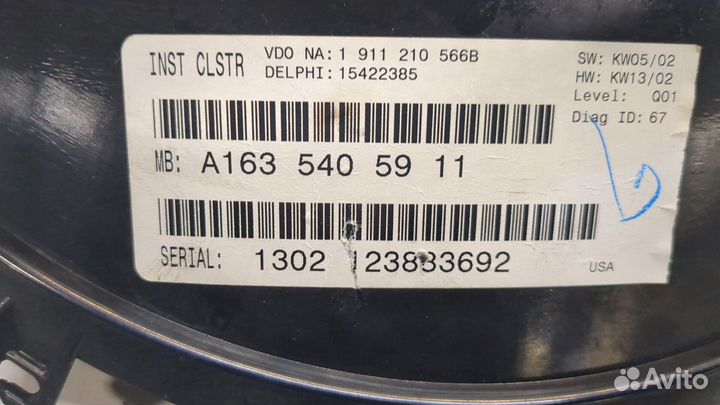 INST CLSTR
VDO NA: 1 911 210 566B
DELPHI: 15422385
SW: KW05/02
HW: KW13/02
Level: Q01
Diag ID: 67
MB: A163 540 59 11
SERIAL: 1302 123833692
USA
Avito